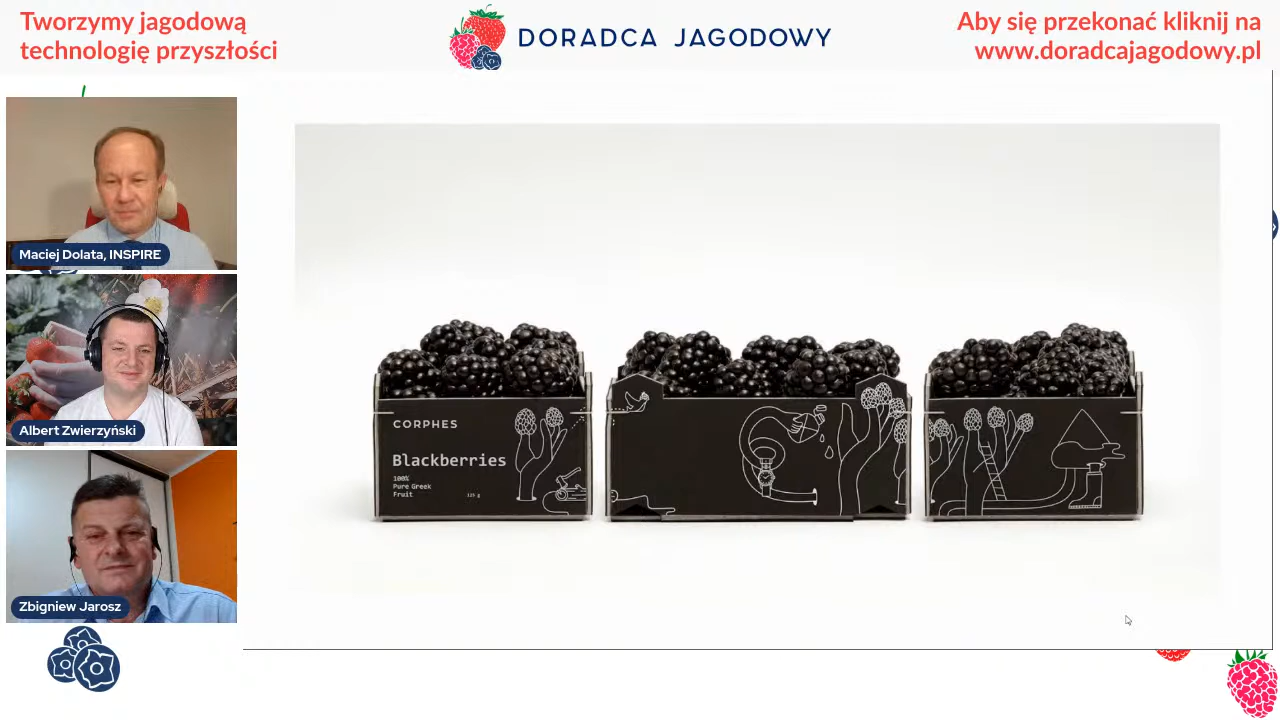 Tworzymy jagodową
technologię przyszłości
DORADCA JAGODOWY
Aby się przekonać kliknij na
www.doradcajagodowy.pl
Maciej Dolata, INSPIRE
Albert Zwierzyński
Zbigniew Jarosz
CORPHES
Blackberries
100%
Pure Greek
Fruit
125 g